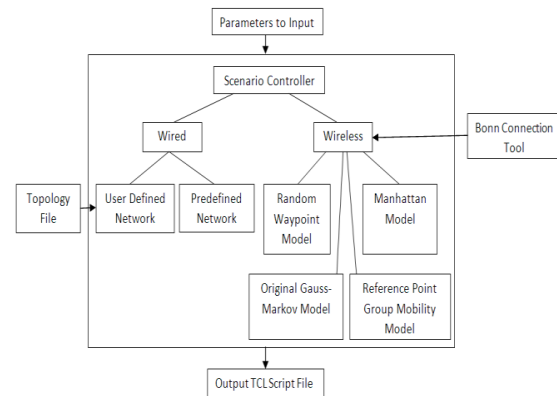 Parameters to Input
Scenario Controller
Wired
Wireless
Bonn Connection
Tool
Topology
File
User Defined
Network
Predefined
Network
Random
Waypoint
Model
Manhattan
Model
Original Gauss-
Markov Model
Reference Point
Group Mobility
Model
Output TCL Script File